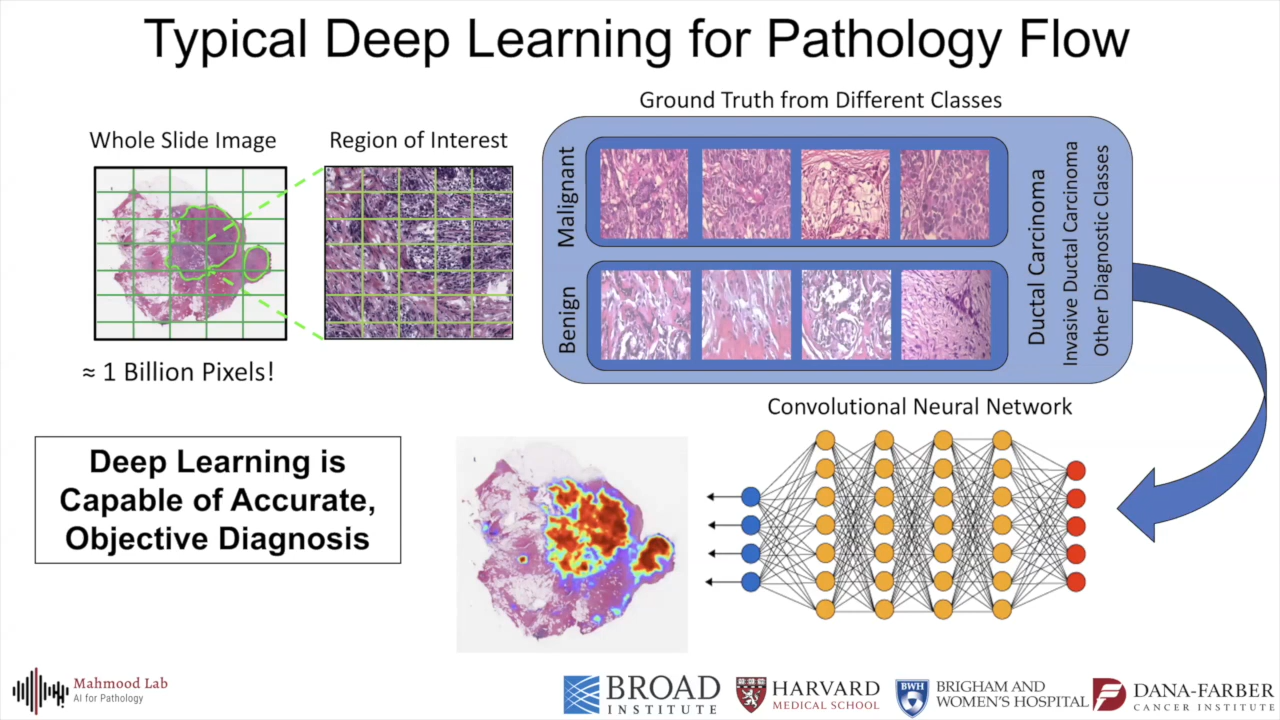 Typical Deep Learning for Pathology Flow
Ground Truth from Different Classes
Whole Slide Image
Region of Interest
Malignant
Benign
Ductal Carcinoma
Invasive Ductal Carcinoma
Other Diagnostic Classes
≈ 1 Billion Pixels!
Convolutional Neural Network
Deep Learning is
Capable of Accurate,
Objective Diagnosis
Mahmood Lab
AI for Pathology
BROAD
INSTITUTE
HARVARD
MEDICAL SCHOOL
BWH
BRIGHAM AND
WOMEN'S HOSPITAL
DANA-FARBER
CANCER INSTITUTE